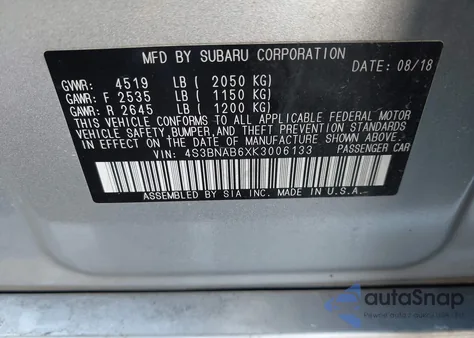 MFD BY SUBARU CORPORATION
DATE: 08/18
GVWR: 4519 LB ( 2050 KG)
GAWR: F 2535 LB ( 1150 KG)
GAWR: R 2645 LB ( 1200 KG)
THIS VEHICLE CONFORMS TO ALL APPLICABLE FEDERAL MOTOR
VEHICLE SAFETY, BUMPER, AND THEFT PREVENTION STANDARDS
IN EFFECT ON THE DATE OF MANUFACTURE SHOWN ABOVE.
VIN: 4S3BNAB6XK3006133 PASSENGER CAR
ASSEMBLED BY SIA INC. MADE IN U.S.A.
autoSnap